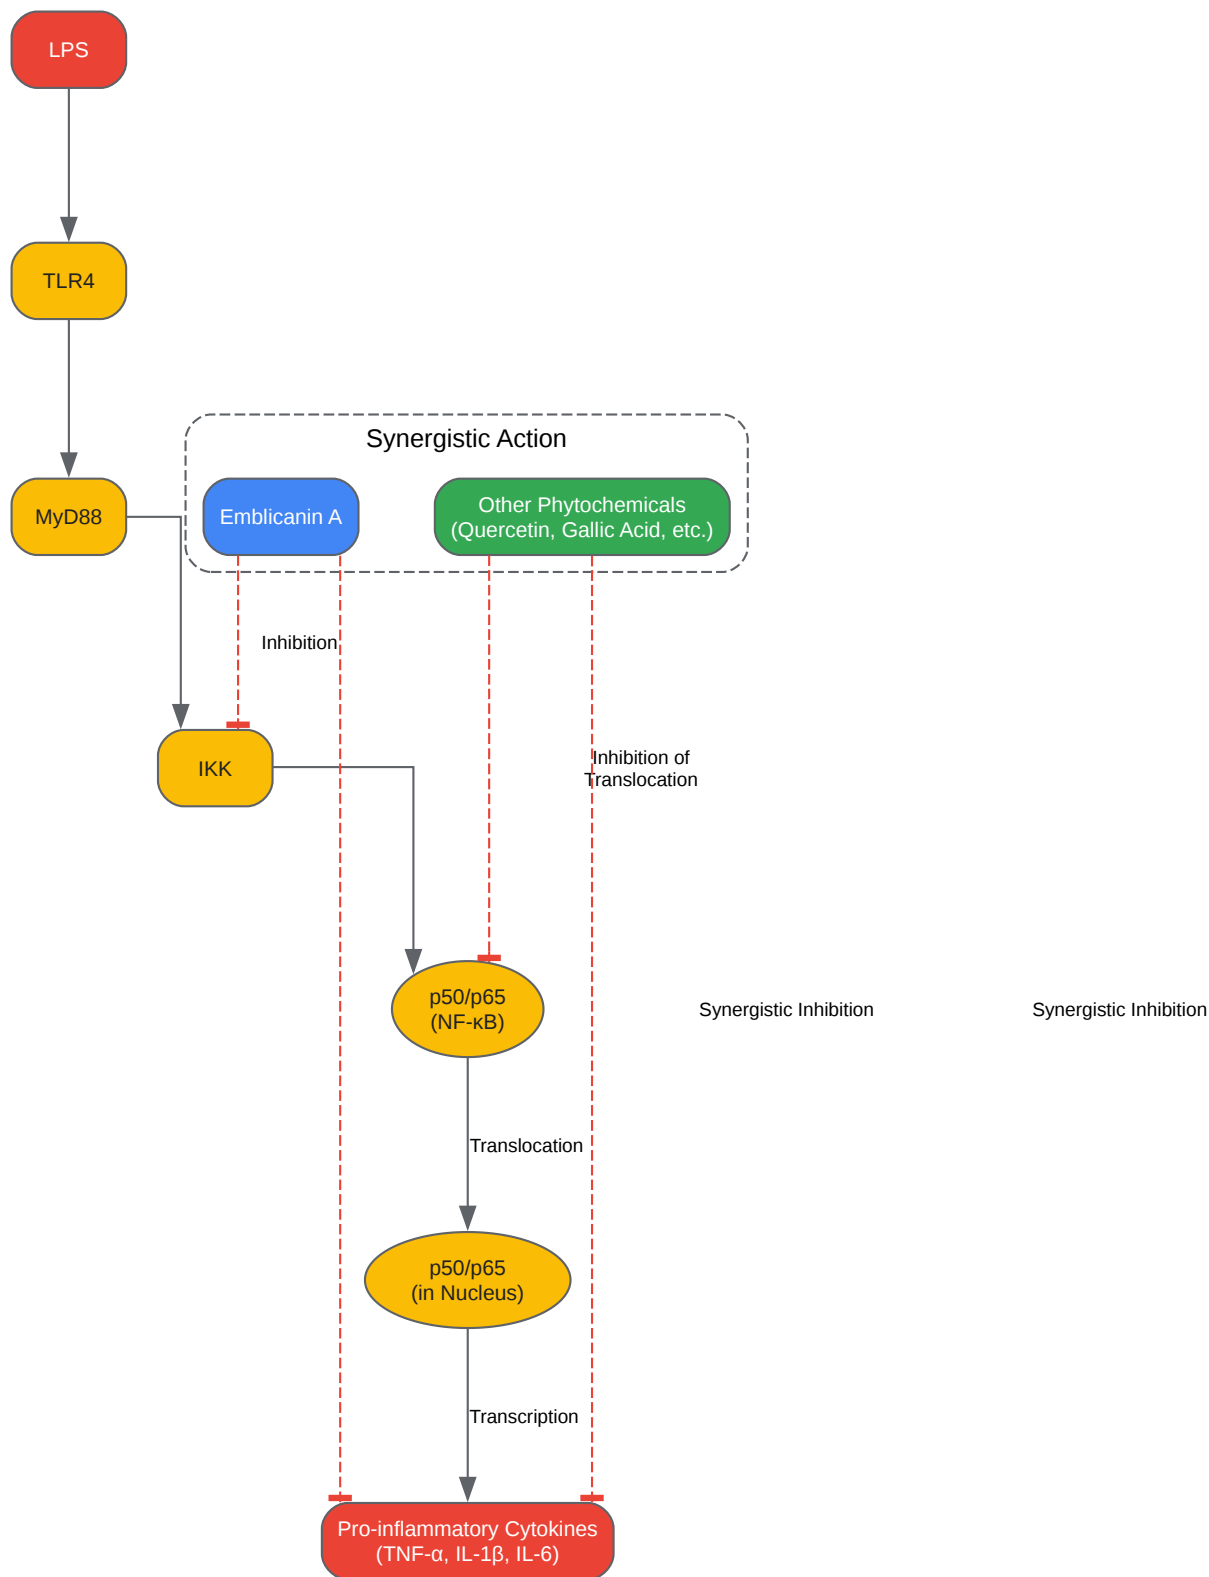 LPS
TLR4
Synergistic Action
MyD88
Emblicanin A
Other Phytochemicals
(Quercetin, Gallic Acid, etc.)
Inhibition
IKK
Inhibition of
Translocation
p50/p65
(NF-κB)
Synergistic Inhibition
Synergistic Inhibition
Translocation
p50/p65
(in Nucleus)
Transcription
Pro-inflammatory Cytokines
(TNF-α, IL-1β, IL-6)